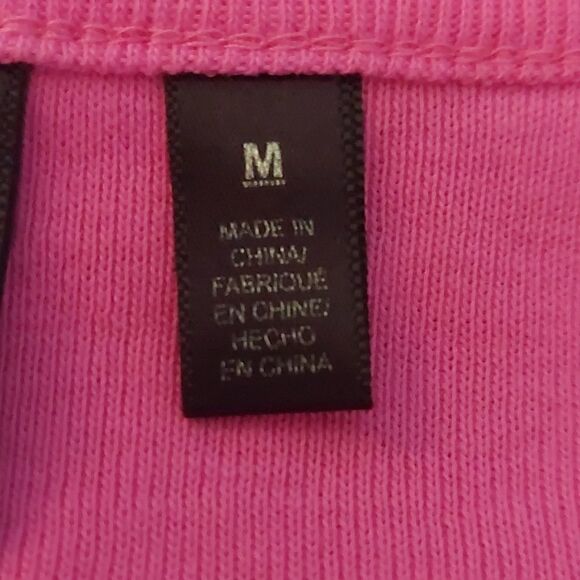 M
MADE IN
CHINA/
FABRIQUÉ
EN CHINE/
HECHO
EN CHINA